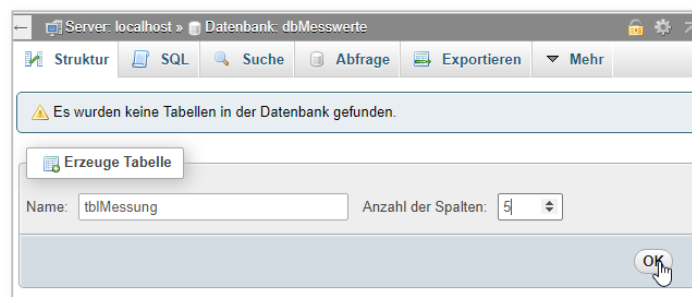 Server: localhost » Datenbank: dbMesswerte
Struktur SQL Suche Abfrage Exportieren Mehr
Es wurden keine Tabellen in der Datenbank gefunden.
Erzeuge Tabelle
Name: tblMessung Anzahl der Spalten: 5
OK